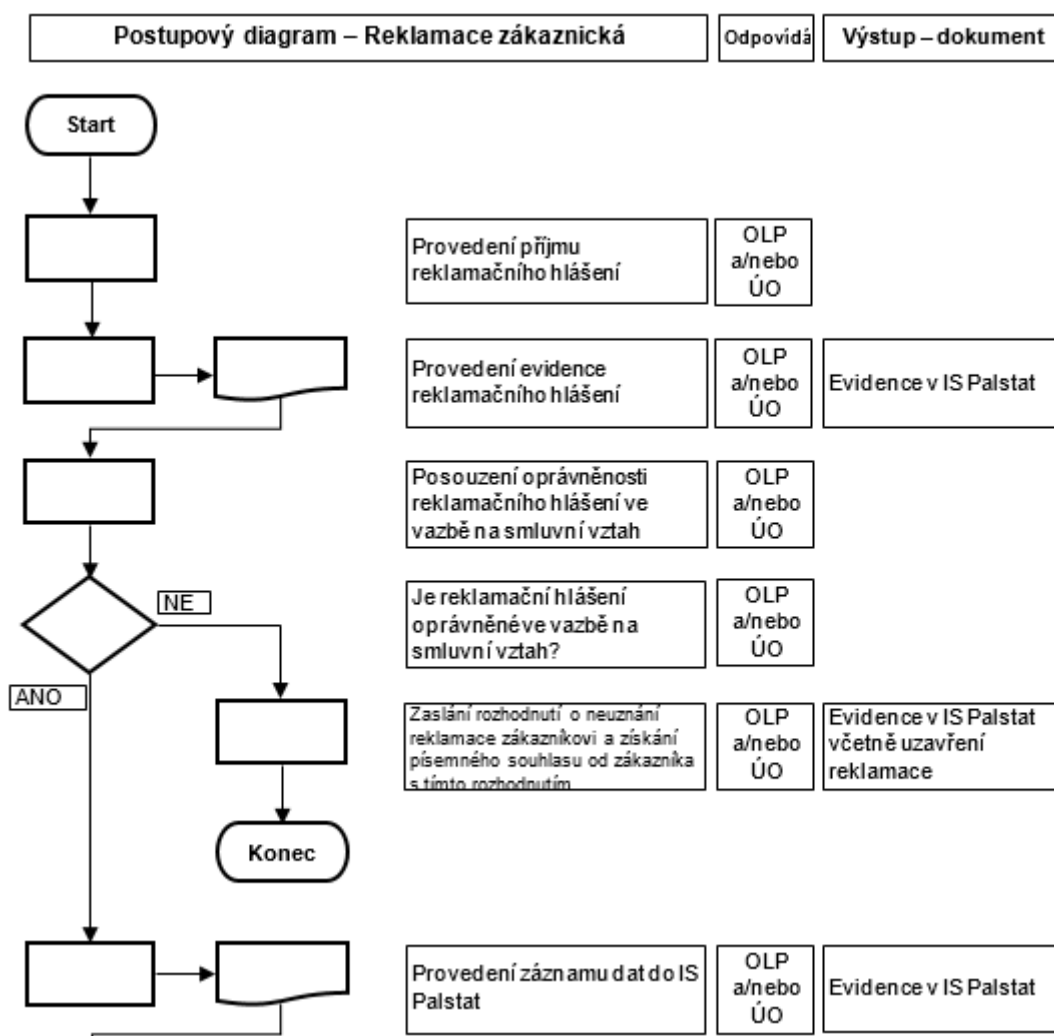 Postupový diagram – Reklamace zákaznická
Odpovídá
Výstup – dokument
Start
Provedení příjmu
reklamačního hlášení
OLP
a/nebo
ÚO
Provedení evidence
reklamačního hlášení
OLP
a/nebo
ÚO
Evidence v IS Palstat
Posouzení oprávněnosti
reklamačního hlášení ve
vazbě na smluvní vztah
OLP
a/nebo
ÚO
NE
Je reklamační hlášení
oprávněné ve vazbě na
smluvní vztah?
OLP
a/nebo
ÚO
ANO
Zaslání rozhodnutí o neuznání
reklamace zákazníkovi a získání
písemného souhlasu od zákazníka
s tímto rozhodnutím
OLP
a/nebo
ÚO
Evidence v IS Palstat
včetně uzavření
reklamace
Konec
Provedení záznamu dat do IS
Palstat
OLP
a/nebo
ÚO
Evidence v IS Palstat